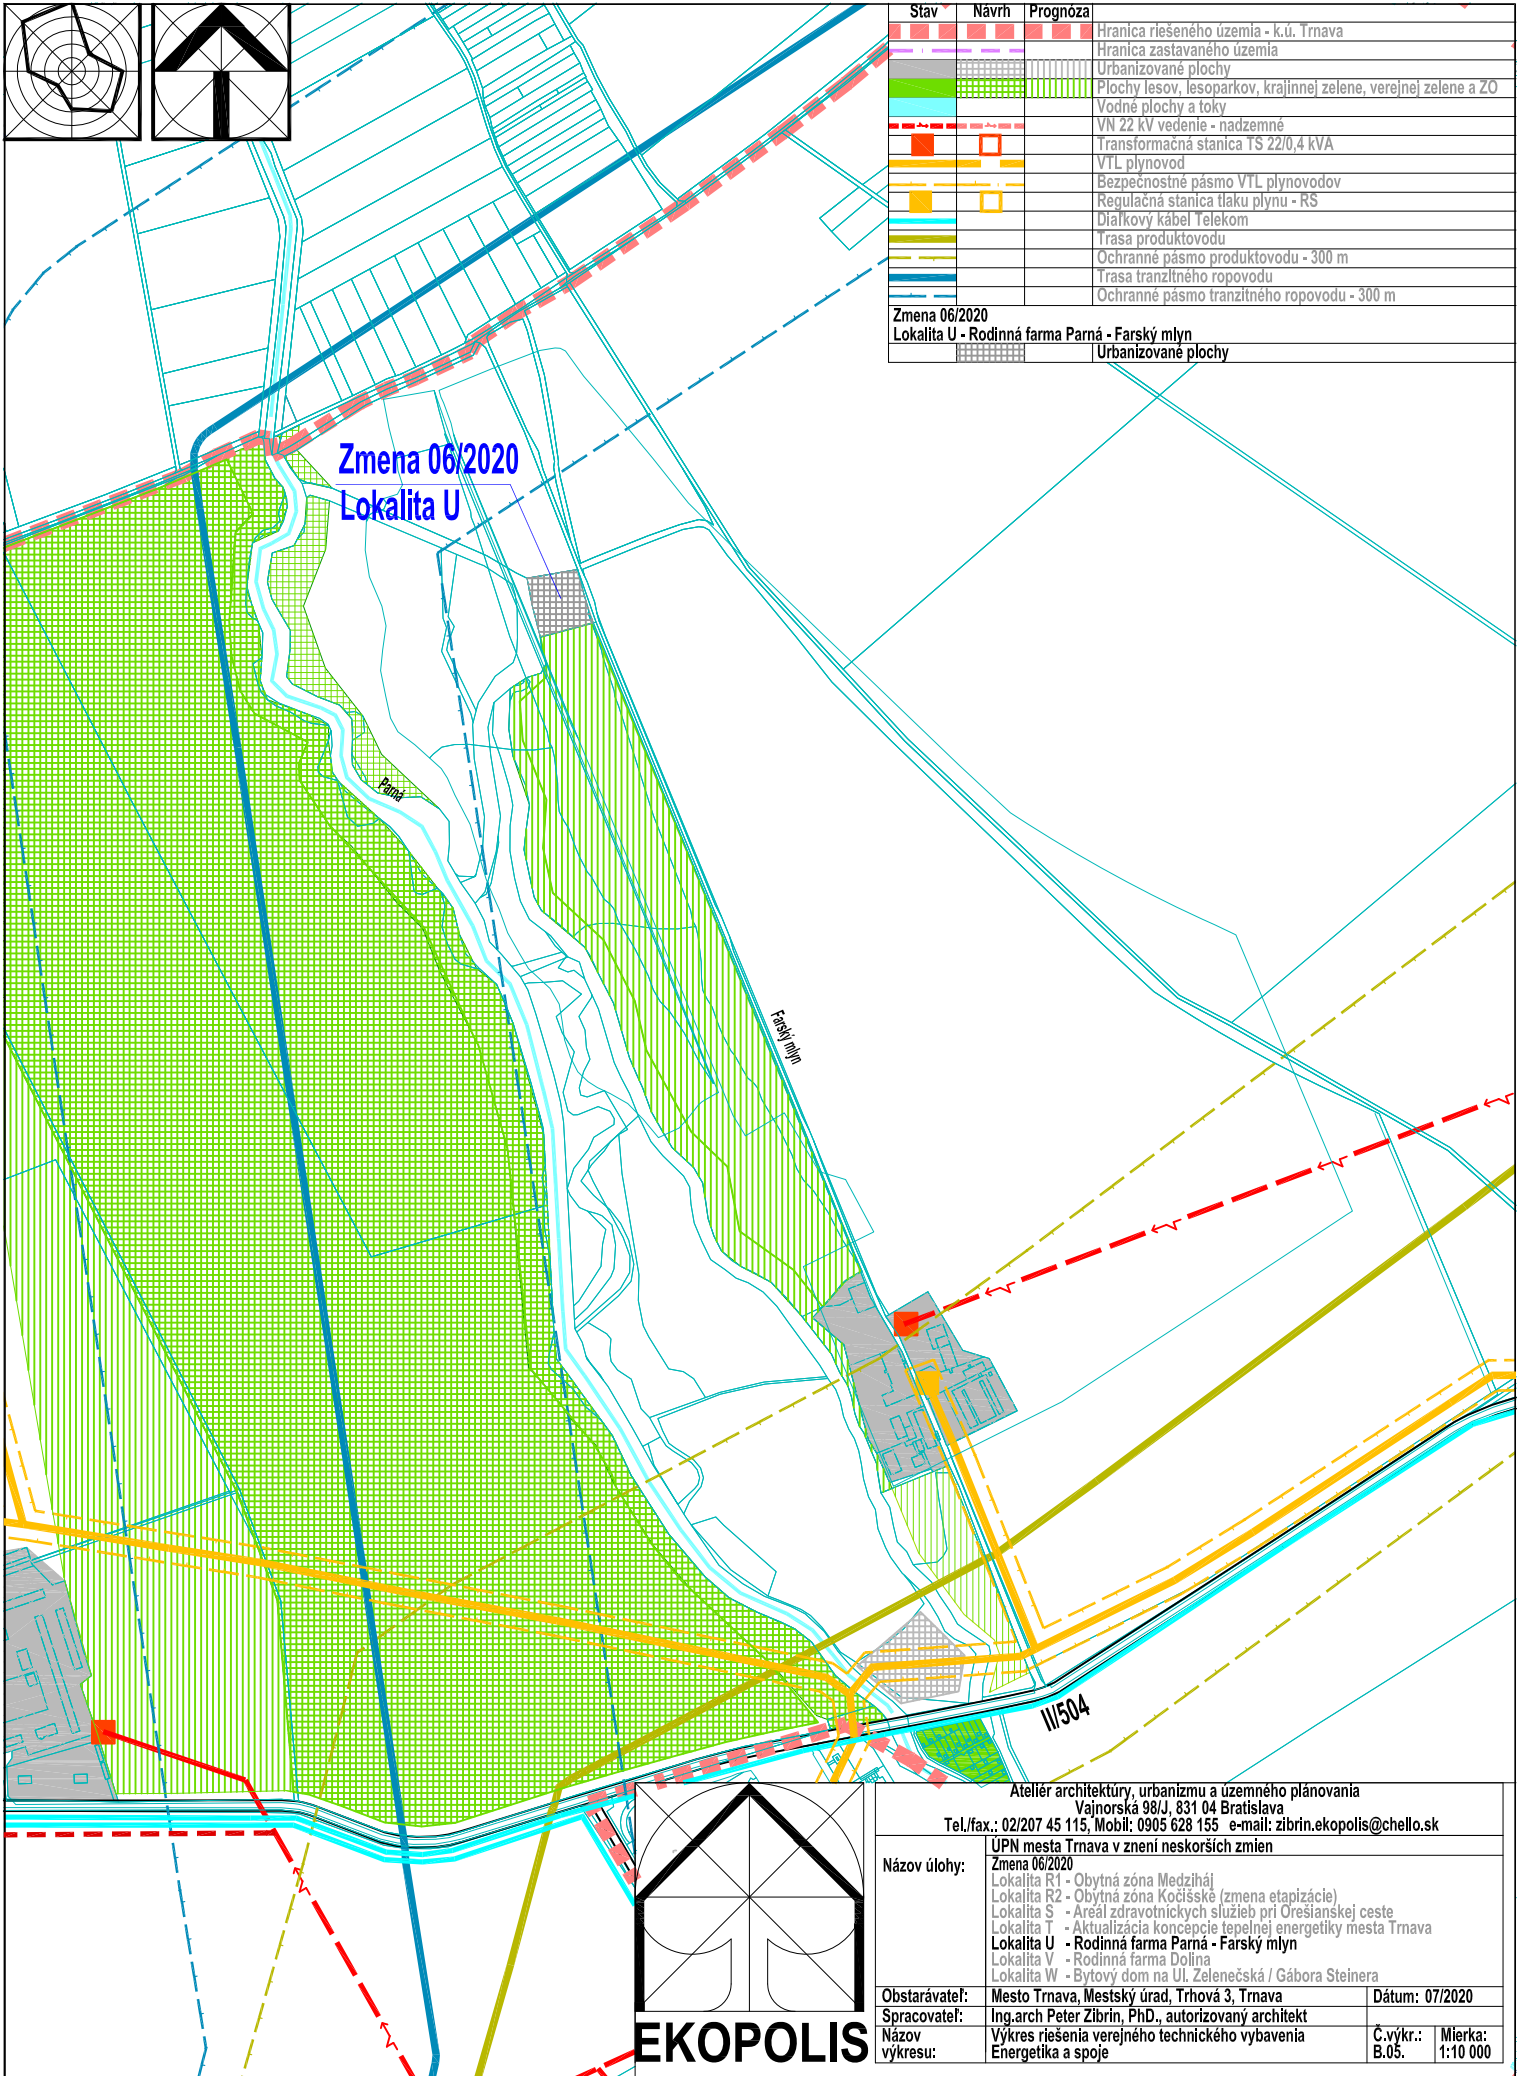 Stav Návrh Prognóza
Hranica riešeného územia - k.ú. Trnava
Hranica zastavaného územia
Urbanizované plochy
Plochy lesov, lesoparkov, krajinnej zelene, verejnej zelene a ZO
Vodné plochy a toky
VN 22 kV vedenie - nadzemné
Transformačná stanica TS 22/0,4 kVA
VTL plynovod
Bezpečnostné pásmo VTL plynovodov
Regulačná stanica tlaku plynu - RS
Diaľkový kábel Telekom
Trasa produktovodu
Ochranné pásmo produktovodu - 300 m
Trasa tranzitného ropovodu
Ochranné pásmo tranzitného ropovodu - 300 m
Zmena 06/2020
Lokalita U - Rodinná farma Parná - Farský mlyn
Urbanizované plochy
Zmena 06/2020
Lokalita U
Parná
Farský mlyn
II/504
Ateliér architektúry, urbanizmu a územného plánovania
Vajnorská 98/J, 831 04 Bratislava
Tel./fax.: 02/207 45 115, Mobil: 0905 628 155 e-mail: zibrin.ekopolis@chello.sk
Názov úlohy:
ÚPN mesta Trnava v znení neskorších zmien
Zmena 06/2020
Lokalita R1 - Obytná zóna Medziháj
Lokalita R2 - Obytná zóna Kočišské (zmena etapizácie)
Lokalita S - Areál zdravotníckych služieb pri Orešianskej ceste
Lokalita T - Aktualizácia koncepcie tepelnej energetiky mesta Trnava
Lokalita U - Rodinná farma Parná - Farský mlyn
Lokalita V - Rodinná farma Dolina
Lokalita W - Bytový dom na Ul. Zelenečská / Gábora Steinera
Obstarávateľ: Mesto Trnava, Mestský úrad, Trhová 3, Trnava Dátum: 07/2020
Spracovateľ: Ing.arch Peter Zibrin, PhD., autorizovaný architekt
Názov výkresu: Výkres riešenia verejného technického vybavenia
Energetika a spoje
Č.výkr.: B.05.
Mierka: 1:10 000
EKOPOLIS